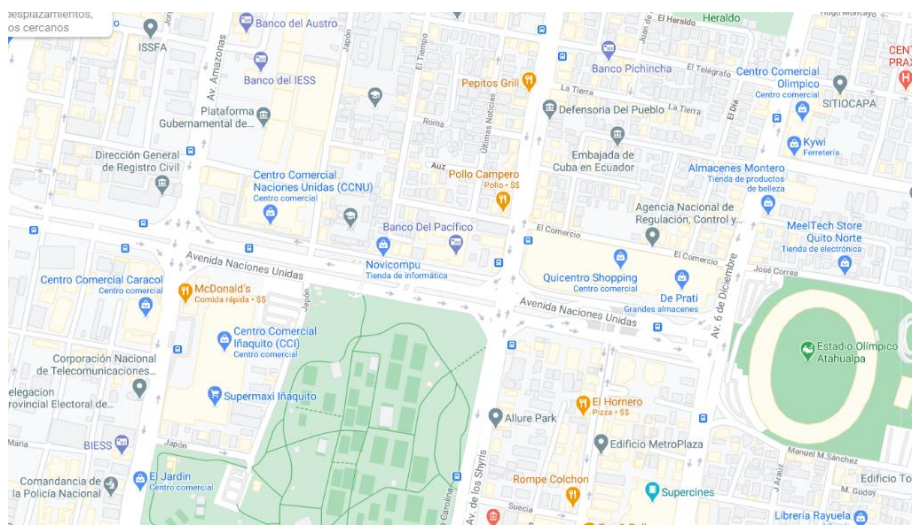 desplazamientos,
os cercanos
ISSFA
Av. Amazonas
Banco del Austro
Japón
El Tiempo
El Heraldo
Heraldo
Hugo Moncayo
Banco del IESS
Pepitos Grill
Banco Pichincha
El Telégrafo
Centro Comercial
Olimpico
Centro comercial
CENT
PRAX
SITIOCAPA
La Tierra
Defensoría Del Pueblo
La Tierra
El Día
Plataforma
Gubernamental de...
Roma
Últimas Noticias
Kywi
Ferretería
Embajada de
Cuba en Ecuador
Dirección General
de Registro Civil
Auz
Centro Comercial
Naciones Unidas (CCNU)
Centro comercial
Pollo Campero
Pollo • $$
Almacenes Montero
Tienda de productos
de belleza
Agencia Nacional de
Regulación, Control y...
Banco Del Pacífico
El Comercio
El Comercio
MeelTech Store
Quito Norte
Tienda de electrónica
Avenida Naciones Unidas
Novicompu
Tienda de informática
Quicentro Shopping
Centro comercial
José Correa
Centro Comercial Caracol
Centro comercial
McDonald's
Comida rápida • $$
Japón
De Prati
Grandes almacenes
Av. 6 de Diciembre
Avenida Naciones Unidas
Centro Comercial
Iñaquito (CCI)
Centro comercial
Estadio Olímpico
Atahualpa
Corporación Nacional
de Telecomunicaciones...
Supermaxi Iñaquito
elegacion
rovincial Electoral de...
El Hornero
Pizza • $$
Allure Park
Edificio MetroPlaza
Maria
BIESS
Japón
Manuel M. Sánchez
Comandancia de
la Policía Nacional
El Jardin
Centro comercial
Carolina
Av. de los Shyris
Rompe Colchon
Suecia
Supercines
J Arauz
M. Godoy
Edificio To
Librería Rayuela